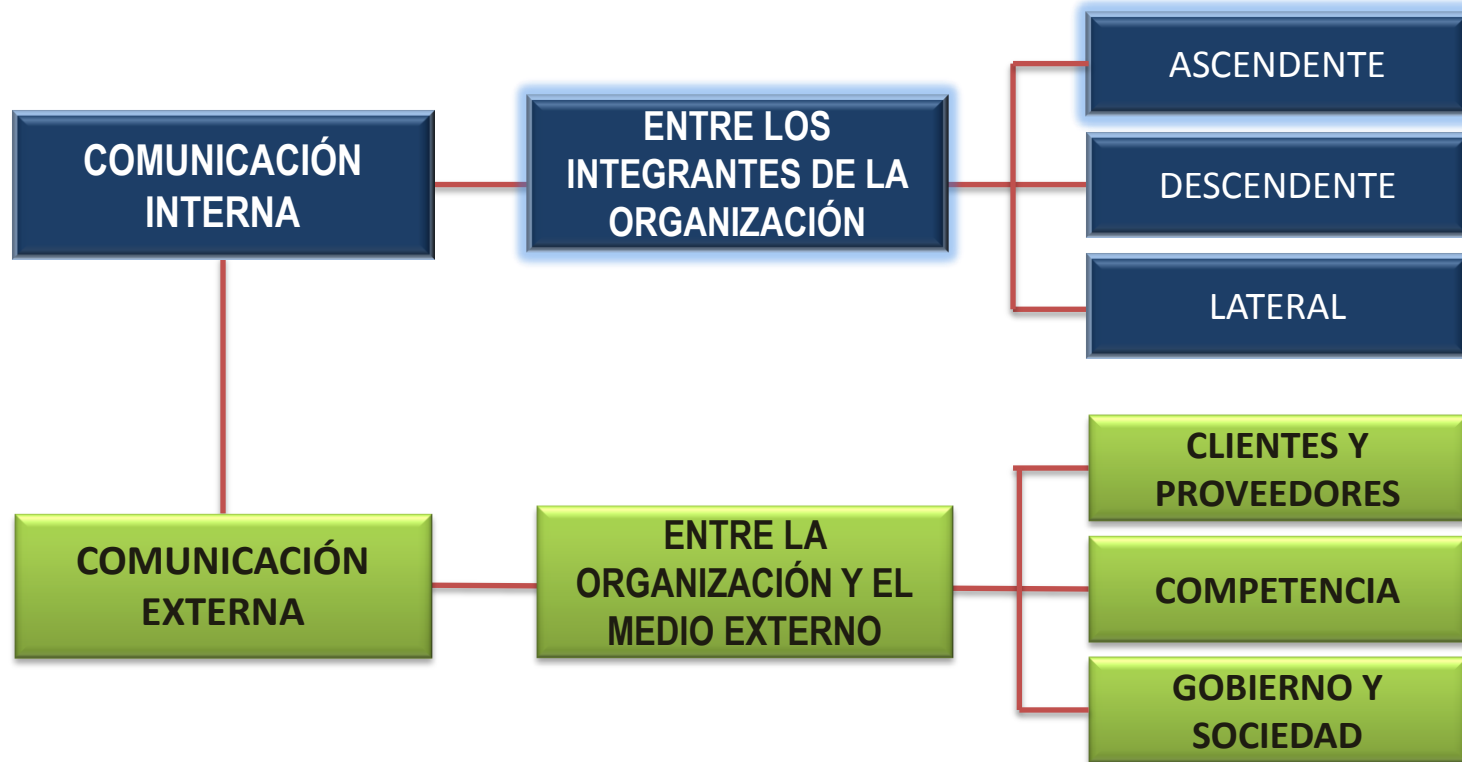 COMUNICACIÓN
INTERNA
ENTRE LOS
INTEGRANTES DE LA
ORGANIZACIÓN
ASCENDENTE
DESCENDENTE
LATERAL
COMUNICACIÓN
EXTERNA
ENTRE LA
ORGANIZACIÓN Y EL
MEDIO EXTERNO
CLIENTES Y
PROVEEDORES
COMPETENCIA
GOBIERNO Y
SOCIEDAD